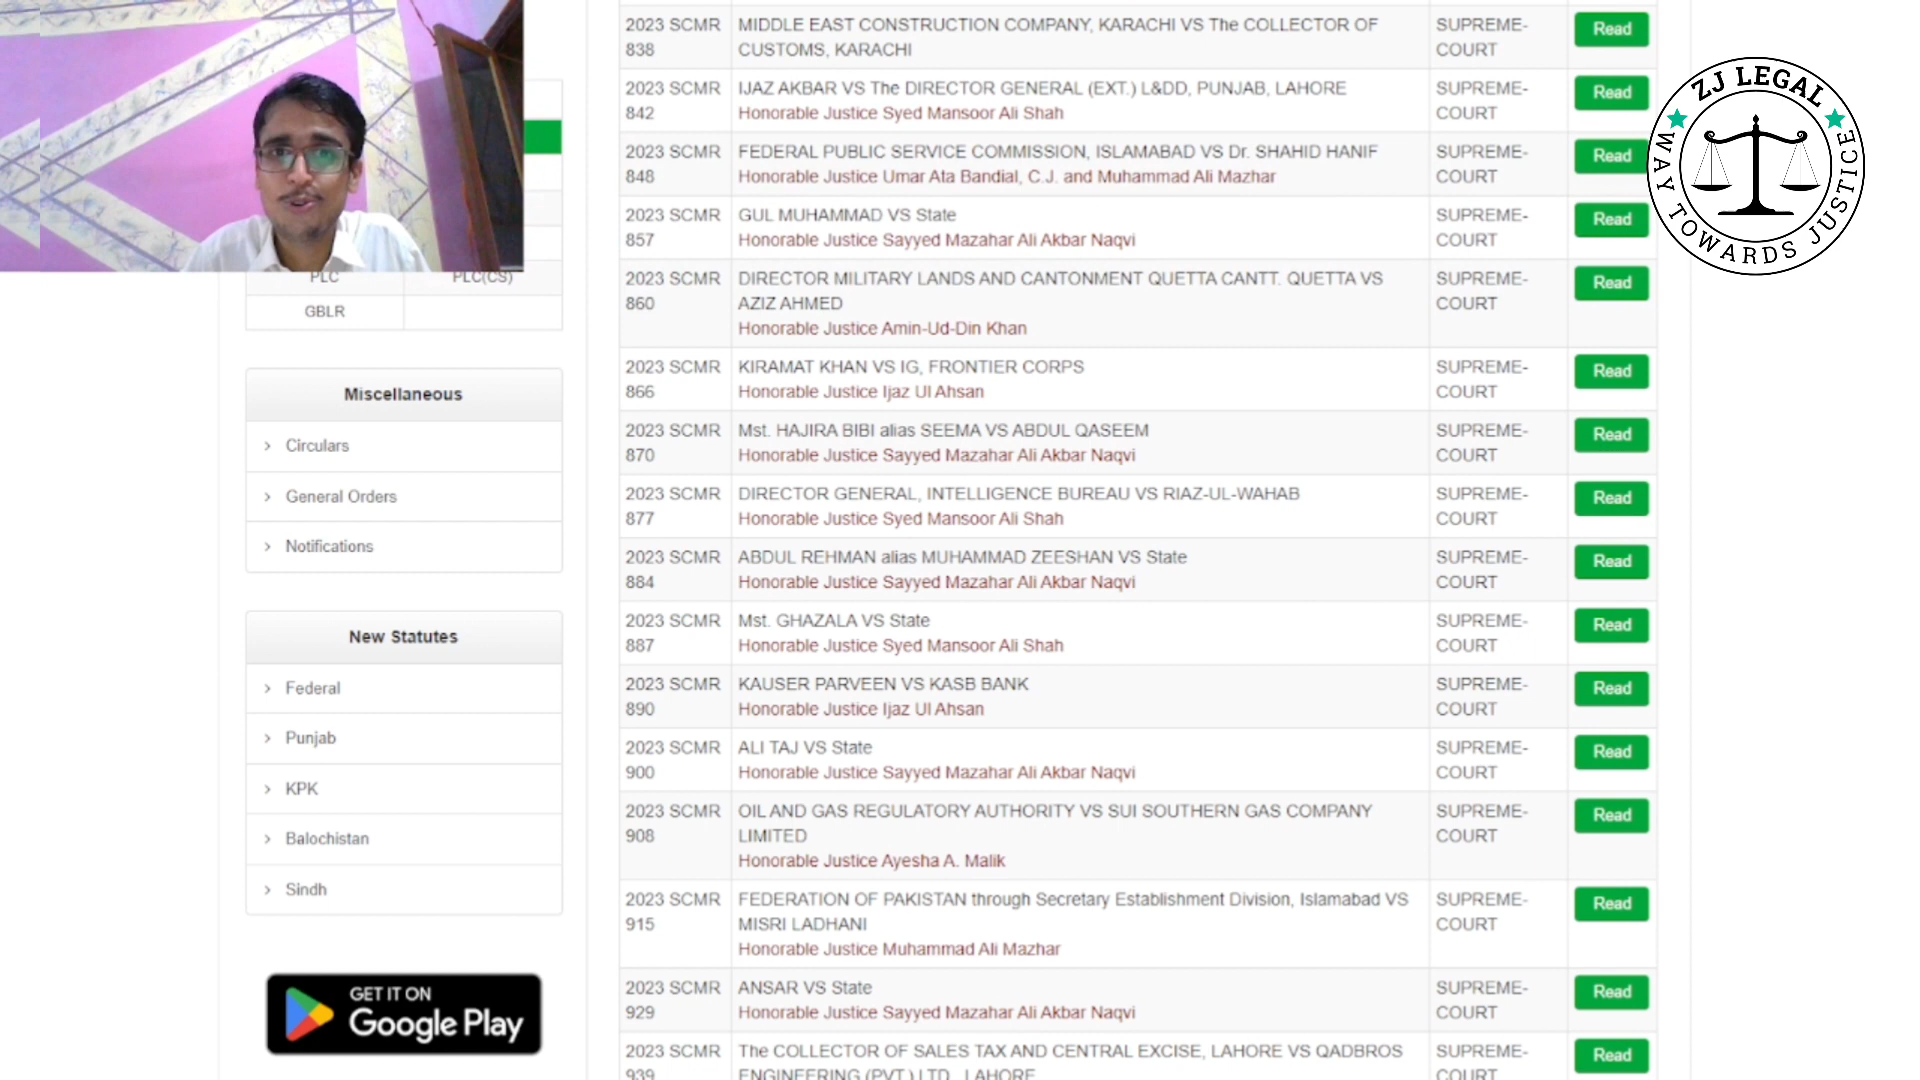 ZJ LEGAL
WAY TOWARDS JUSTICE
PLC PLC(CS)
GBLR
Miscellaneous
Circulars
General Orders
Notifications
New Statutes
Federal
Punjab
KPK
Balochistan
Sindh
GET IT ON
Google Play
2023 SCMR MIDDLE EAST CONSTRUCTION COMPANY, KARACHI VS The COLLECTOR OF SUPREME- Read
838 CUSTOMS, KARACHI COURT
2023 SCMR IJAZ AKBAR VS The DIRECTOR GENERAL (EXT.) L&DD, PUNJAB, LAHORE SUPREME- Read
842 Honorable Justice Syed Mansoor Ali Shah COURT
2023 SCMR FEDERAL PUBLIC SERVICE COMMISSION, ISLAMABAD VS Dr. SHAHID HANIF SUPREME- Read
848 Honorable Justice Umar Ata Bandial, C.J. and Muhammad Ali Mazhar COURT
2023 SCMR GUL MUHAMMAD VS State SUPREME- Read
857 Honorable Justice Sayyed Mazahar Ali Akbar Naqvi COURT
2023 SCMR DIRECTOR MILITARY LANDS AND CANTONMENT QUETTA CANTT. QUETTA VS SUPREME- Read
860 AZIZ AHMED COURT
Honorable Justice Amin-Ud-Din Khan
2023 SCMR KIRAMAT KHAN VS IG, FRONTIER CORPS SUPREME- Read
866 Honorable Justice Ijaz Ul Ahsan COURT
2023 SCMR Mst. HAJIRA BIBI alias SEEMA VS ABDUL QASEEM SUPREME- Read
870 Honorable Justice Sayyed Mazahar Ali Akbar Naqvi COURT
2023 SCMR DIRECTOR GENERAL, INTELLIGENCE BUREAU VS RIAZ-UL-WAHAB SUPREME- Read
877 Honorable Justice Syed Mansoor Ali Shah COURT
2023 SCMR ABDUL REHMAN alias MUHAMMAD ZEESHAN VS State SUPREME- Read
884 Honorable Justice Sayyed Mazahar Ali Akbar Naqvi COURT
2023 SCMR Mst. GHAZALA VS State SUPREME- Read
887 Honorable Justice Syed Mansoor Ali Shah COURT
2023 SCMR KAUSER PARVEEN VS KASB BANK SUPREME- Read
890 Honorable Justice Ijaz Ul Ahsan COURT
2023 SCMR ALI TAJ VS State SUPREME- Read
900 Honorable Justice Sayyed Mazahar Ali Akbar Naqvi COURT
2023 SCMR OIL AND GAS REGULATORY AUTHORITY VS SUI SOUTHERN GAS COMPANY SUPREME- Read
908 LIMITED COURT
Honorable Justice Ayesha A. Malik
2023 SCMR FEDERATION OF PAKISTAN through Secretary Establishment Division, Islamabad VS SUPREME- Read
915 MISRI LADHANI COURT
Honorable Justice Muhammad Ali Mazhar
2023 SCMR ANSAR VS State SUPREME- Read
929 Honorable Justice Sayyed Mazahar Ali Akbar Naqvi COURT
2023 SCMR The COLLECTOR OF SALES TAX AND CENTRAL EXCISE, LAHORE VS QADBROS SUPREME- Read
939 ENGINEERING (PVT.) LTD., LAHORE COURT